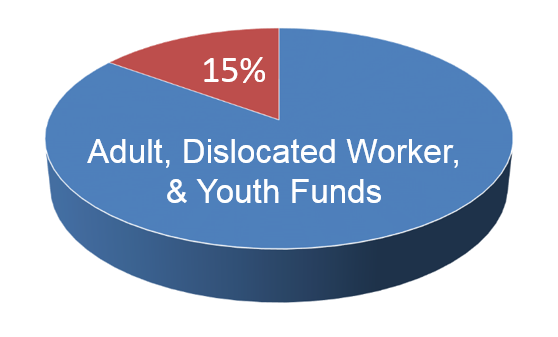 15%
Adult, Dislocated Worker,
& Youth Funds